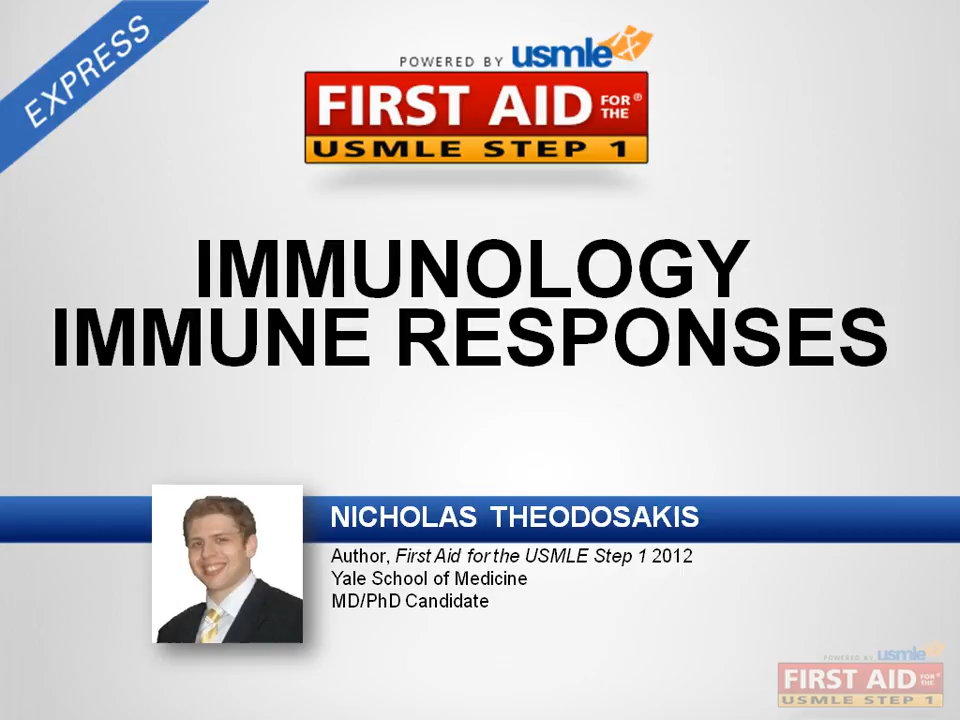 EXPRESS
POWERED BY usmleRx
FIRST AID FOR THE®
USMLE STEP 1
IMMUNOLOGY
IMMUNE RESPONSES
NICHOLAS THEODOSAKIS
Author, First Aid for the USMLE Step 1 2012
Yale School of Medicine
MD/PhD Candidate
POWERED BY usmleRx
FIRST AID FOR THE®
USMLE STEP 1